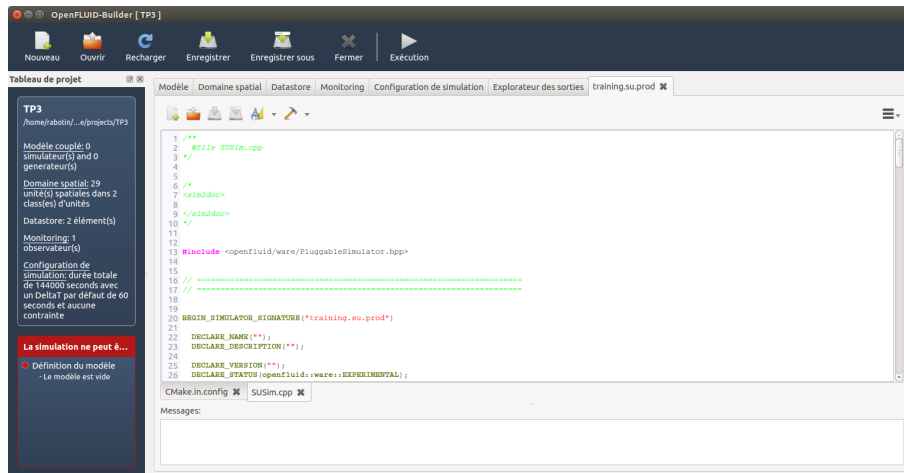 OpenFLUID-Builder [ TP3 ]
Nouveau Ouvrir Recharger Enregistrer Enregistrer sous Fermer Exécution
Tableau de projet
TP3
/home/rabotin/...e/projects/TP3
Modèle couplé: 0
simulateur(s) and 0
generateur(s)
Domaine spatial: 29
unité(s) spatiales dans 2
class(es) d'unités
Datastore: 2 élément(s)
Monitoring: 1
observateur(s)
Configuration de
simulation: durée totale
de 144000 seconds avec
un DeltaT par défaut de 60
seconds et aucune
contrainte
La simulation ne peut ê...
Définition du modèle
- Le modèle est vide
Modèle Domaine spatial Datastore Monitoring Configuration de simulation Explorateur des sorties training.su.prod
1 /**
2 @file SUSim.cpp
3 */
4
5
6 /*
7 <sim2doc>
8
9 </sim2doc>
10 */
11
12
13 #include <openfluid/ware/PluggableSimulator.hpp>
14
15
16 // =====================================================================
17 // =====================================================================
18
19
20 BEGIN_SIMULATOR_SIGNATURE("training.su.prod")
21
22 DECLARE_NAME("");
23 DECLARE_DESCRIPTION("");
24
25 DECLARE_VERSION("");
26 DECLARE_STATUS(openfluid::ware::EXPERIMENTAL);
CMake.in.config SUSim.cpp
Messages: